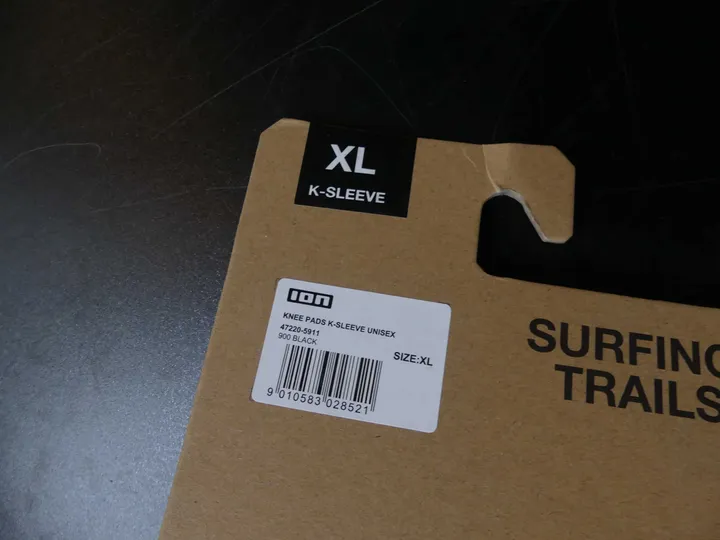 XL
K-SLEEVE
ion
KNEE PADS K-SLEEVE UNISEX
47220-5911
900 BLACK
SIZE:XL
9 010583 028521
SURFING
TRAILS